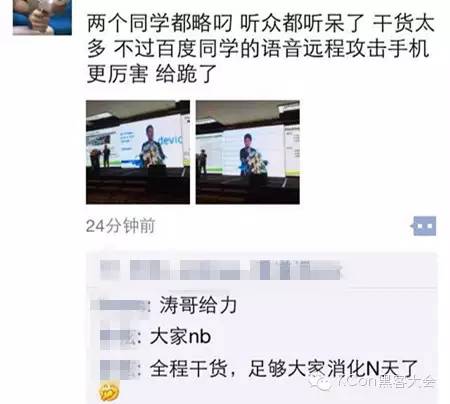 两个同学都略叼 听众都听呆了 干货太
多 不过百度同学的语音远程攻击手机
更厉害 给跪了
devic
24分钟前
: 涛哥给力
: 大家nb
: 全程干货，足够大家消化N天了
XCon黑客大会